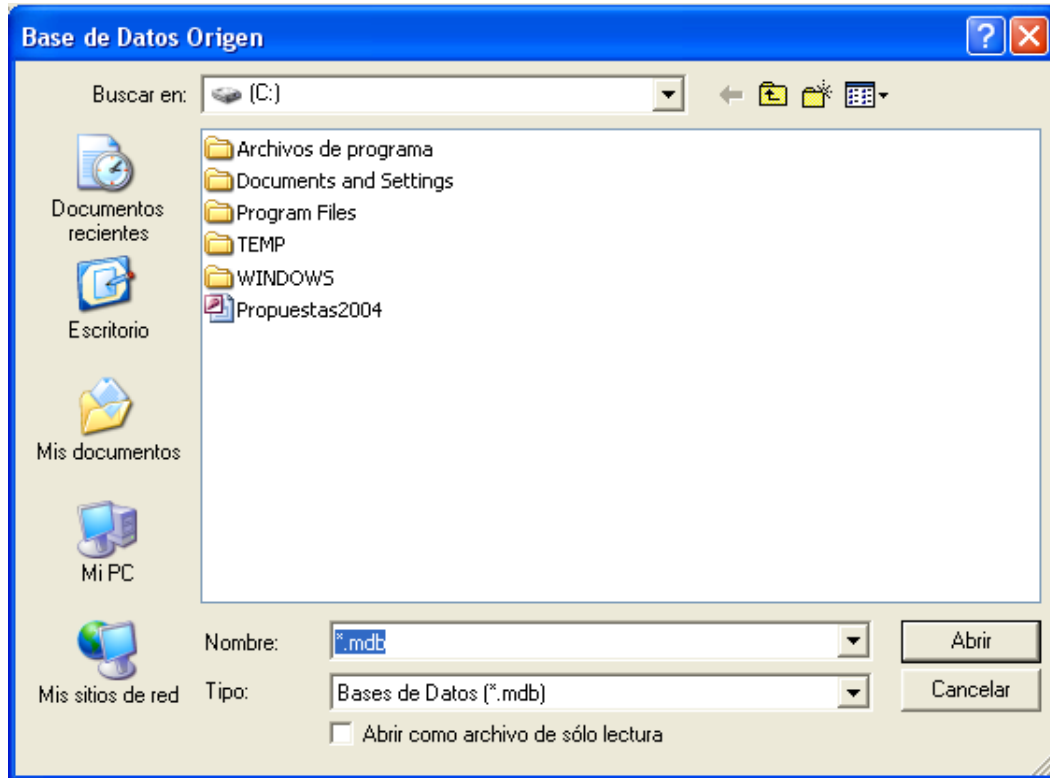 Base de Datos Origen
Buscar en:
(C:)
Documentos
recientes
Escritorio
Mis documentos
Mi PC
Mis sitios de red
Archivos de programa
Documents and Settings
Program Files
TEMP
WINDOWS
Propuestas2004
Nombre:
*.mdb
Abrir
Tipo:
Bases de Datos (*.mdb)
Cancelar
Abrir como archivo de sólo lectura